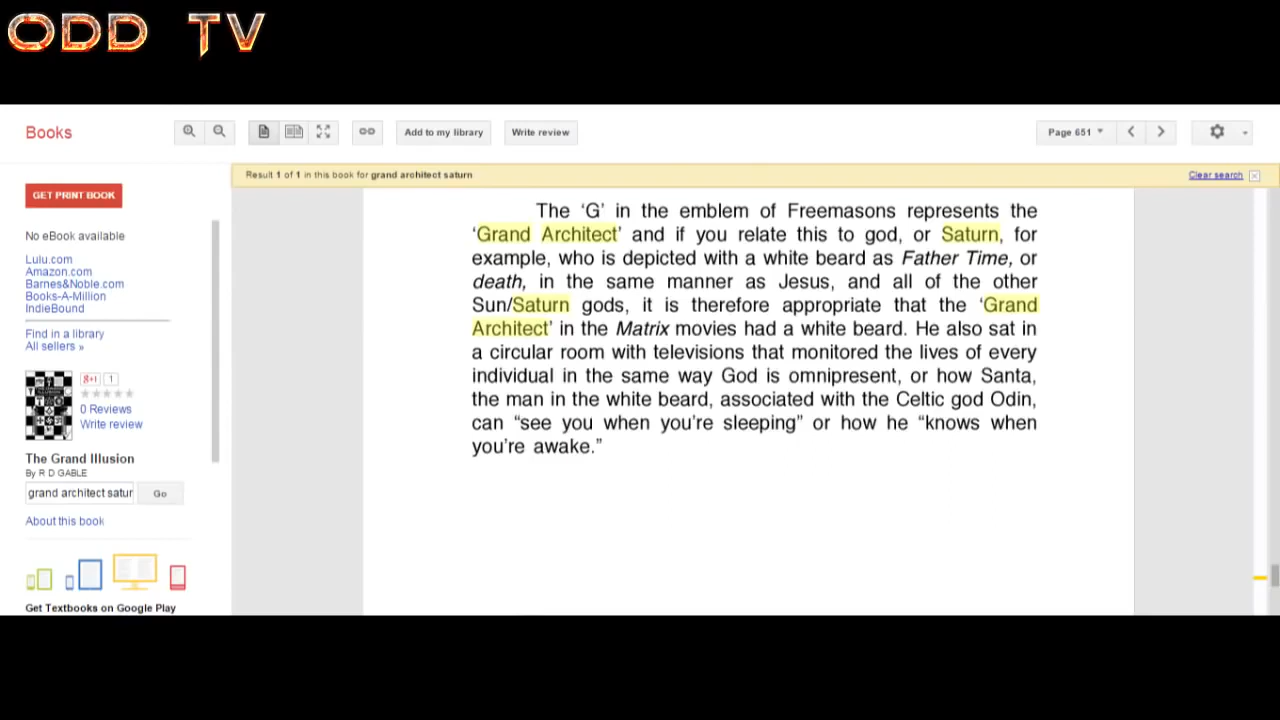 ODD TV
Books
Add to my library
Write review
Page 651
Result 1 of 1 in this book for grand architect saturn
Clear search
GET PRINT BOOK
No eBook available
Lulu.com
Amazon.com
Barnes&Noble.com
Books-A-Million
IndieBound
Find in a library
All sellers »
8+1 1
0 Reviews
Write review
The Grand Illusion
By R D GABLE
grand architect satur
Go
About this book
Get Textbooks on Google Play
The ‘G’ in the emblem of Freemasons represents the
‘Grand Architect’ and if you relate this to god, or Saturn, for
example, who is depicted with a white beard as Father Time, or
death, in the same manner as Jesus, and all of the other
Sun/Saturn gods, it is therefore appropriate that the ‘Grand
Architect’ in the Matrix movies had a white beard. He also sat in
a circular room with televisions that monitored the lives of every
individual in the same way God is omnipresent, or how Santa,
the man in the white beard, associated with the Celtic god Odin,
can “see you when you’re sleeping” or how he “knows when
you’re awake.”